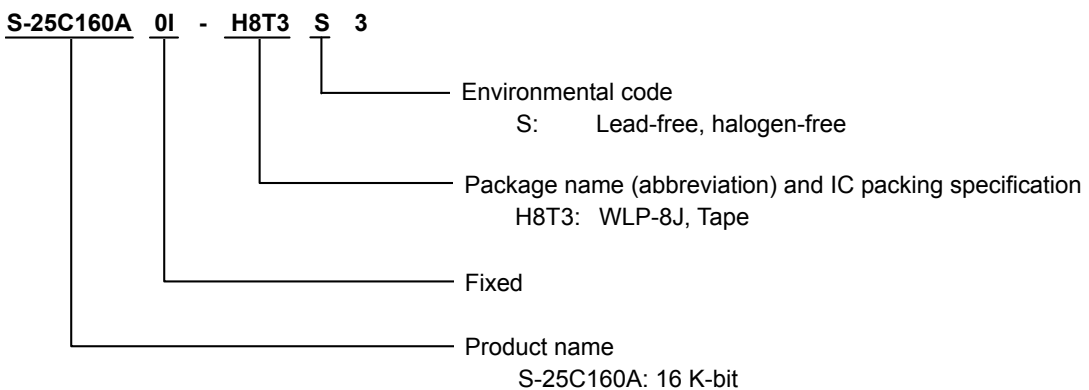 S-25C160A 0I - H8T3 S 3
Environmental code
S: Lead-free, halogen-free
Package name (abbreviation) and IC packing specification
H8T3: WLP-8J, Tape
Fixed
Product name
S-25C160A: 16 K-bit